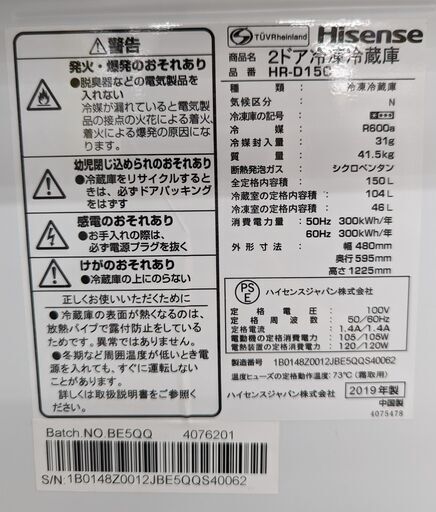 警告
発火・爆発のおそれあり
●脱臭器などの電気製品を
入れない
冷媒が漏れていると電気製
品の接点の火花による着火、
着火による爆発の原因にな
ります。
幼児閉じ込められのおそれあり
●冷蔵庫をリサイクルすると
きは、必ずドアパッキング
をはずす
感電のおそれあり
●お手入れの際は、
必ず電源プラグを抜く
けがのおそれあり
●冷蔵庫の上にのらない
正しくお使いいただくために
●冷蔵庫の表面が熱くなるのは、
放熱パイプで露付防止をしている
ためです。異常ではありません。
●冬期など周囲温度が低いとき電
源を入れても、すぐに運転しない
ことがあります。
詳しくは取扱説明書をご覧ください
TÜVRheinland Hisense
商品名 2ドア冷凍冷蔵庫
品番 HR-D150
種類 冷凍冷蔵庫
気候区分 N
冷凍庫の記号
冷媒 R600a
冷媒封入量 31g
質量 41.5kg
断熱発泡ガス シクロペンタン
全定格内容積 150L
冷蔵室の定格内容積 104L
冷凍室の定格内容積 46L
消費電力量 50Hz 300kWh/年
60Hz 300kWh/年
外形寸法 幅 480mm
奥行 595mm
高さ 1225mm
PSE ハイセンスジャパン株式会社
定格電圧 100V
定格周波数 50/60Hz
定格電流 1.4A/1.4A
電動機の定格消費電力 105/105W
電熱装置の定格消費電力 120/120W
製造番号 1B0148Z0012JBE5QQS40062
温度ヒューズの定格動作温度:73℃(霜取用)
ハイセンスジャパン株式会社 2019年製
中国製
4075478
Batch.NO.BE5QQ 4076201
S/N:1B0148Z0012JBE5QQS40062